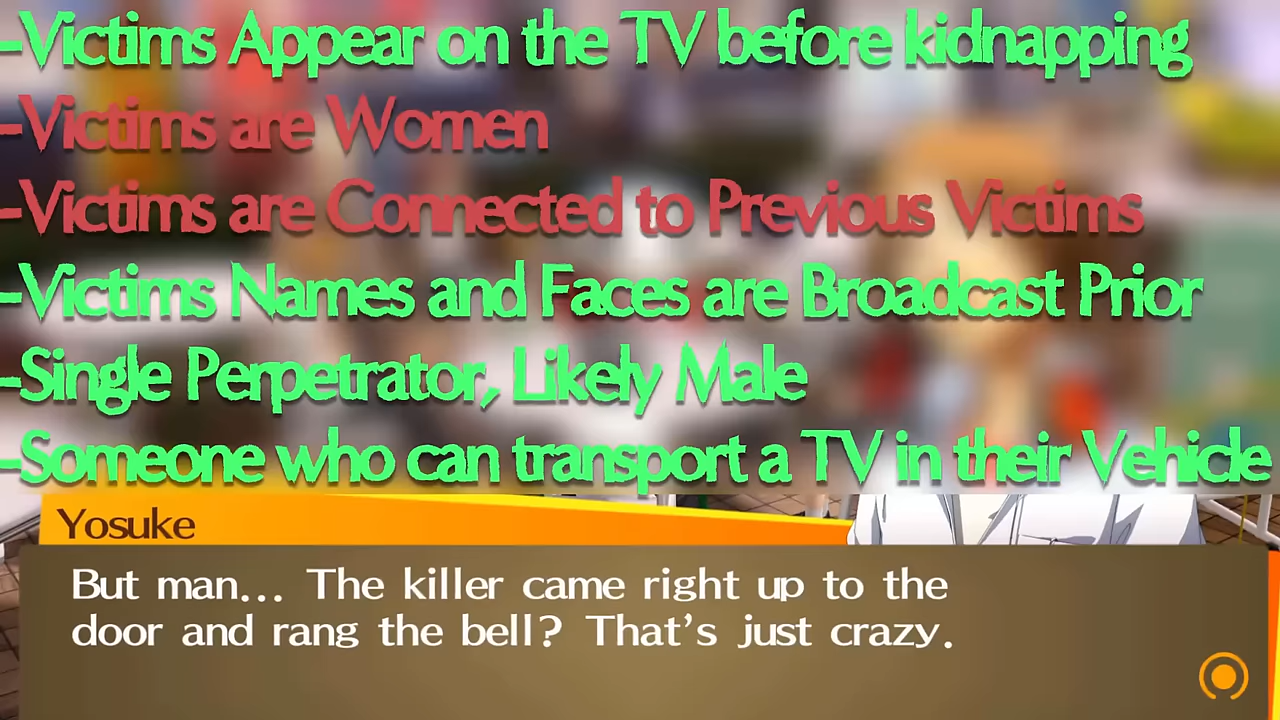 -Victims Appear on the TV before kidnapping
-Victims are Women
-Victims are Connected to Previous Victims
-Victims Names and Faces are Broadcast Prior
-Single Perpetrator, Likely Male
-Someone who can transport a TV in their Vehicle
Yosuke
But man... The killer came right up to the
door and rang the bell? That's just crazy.